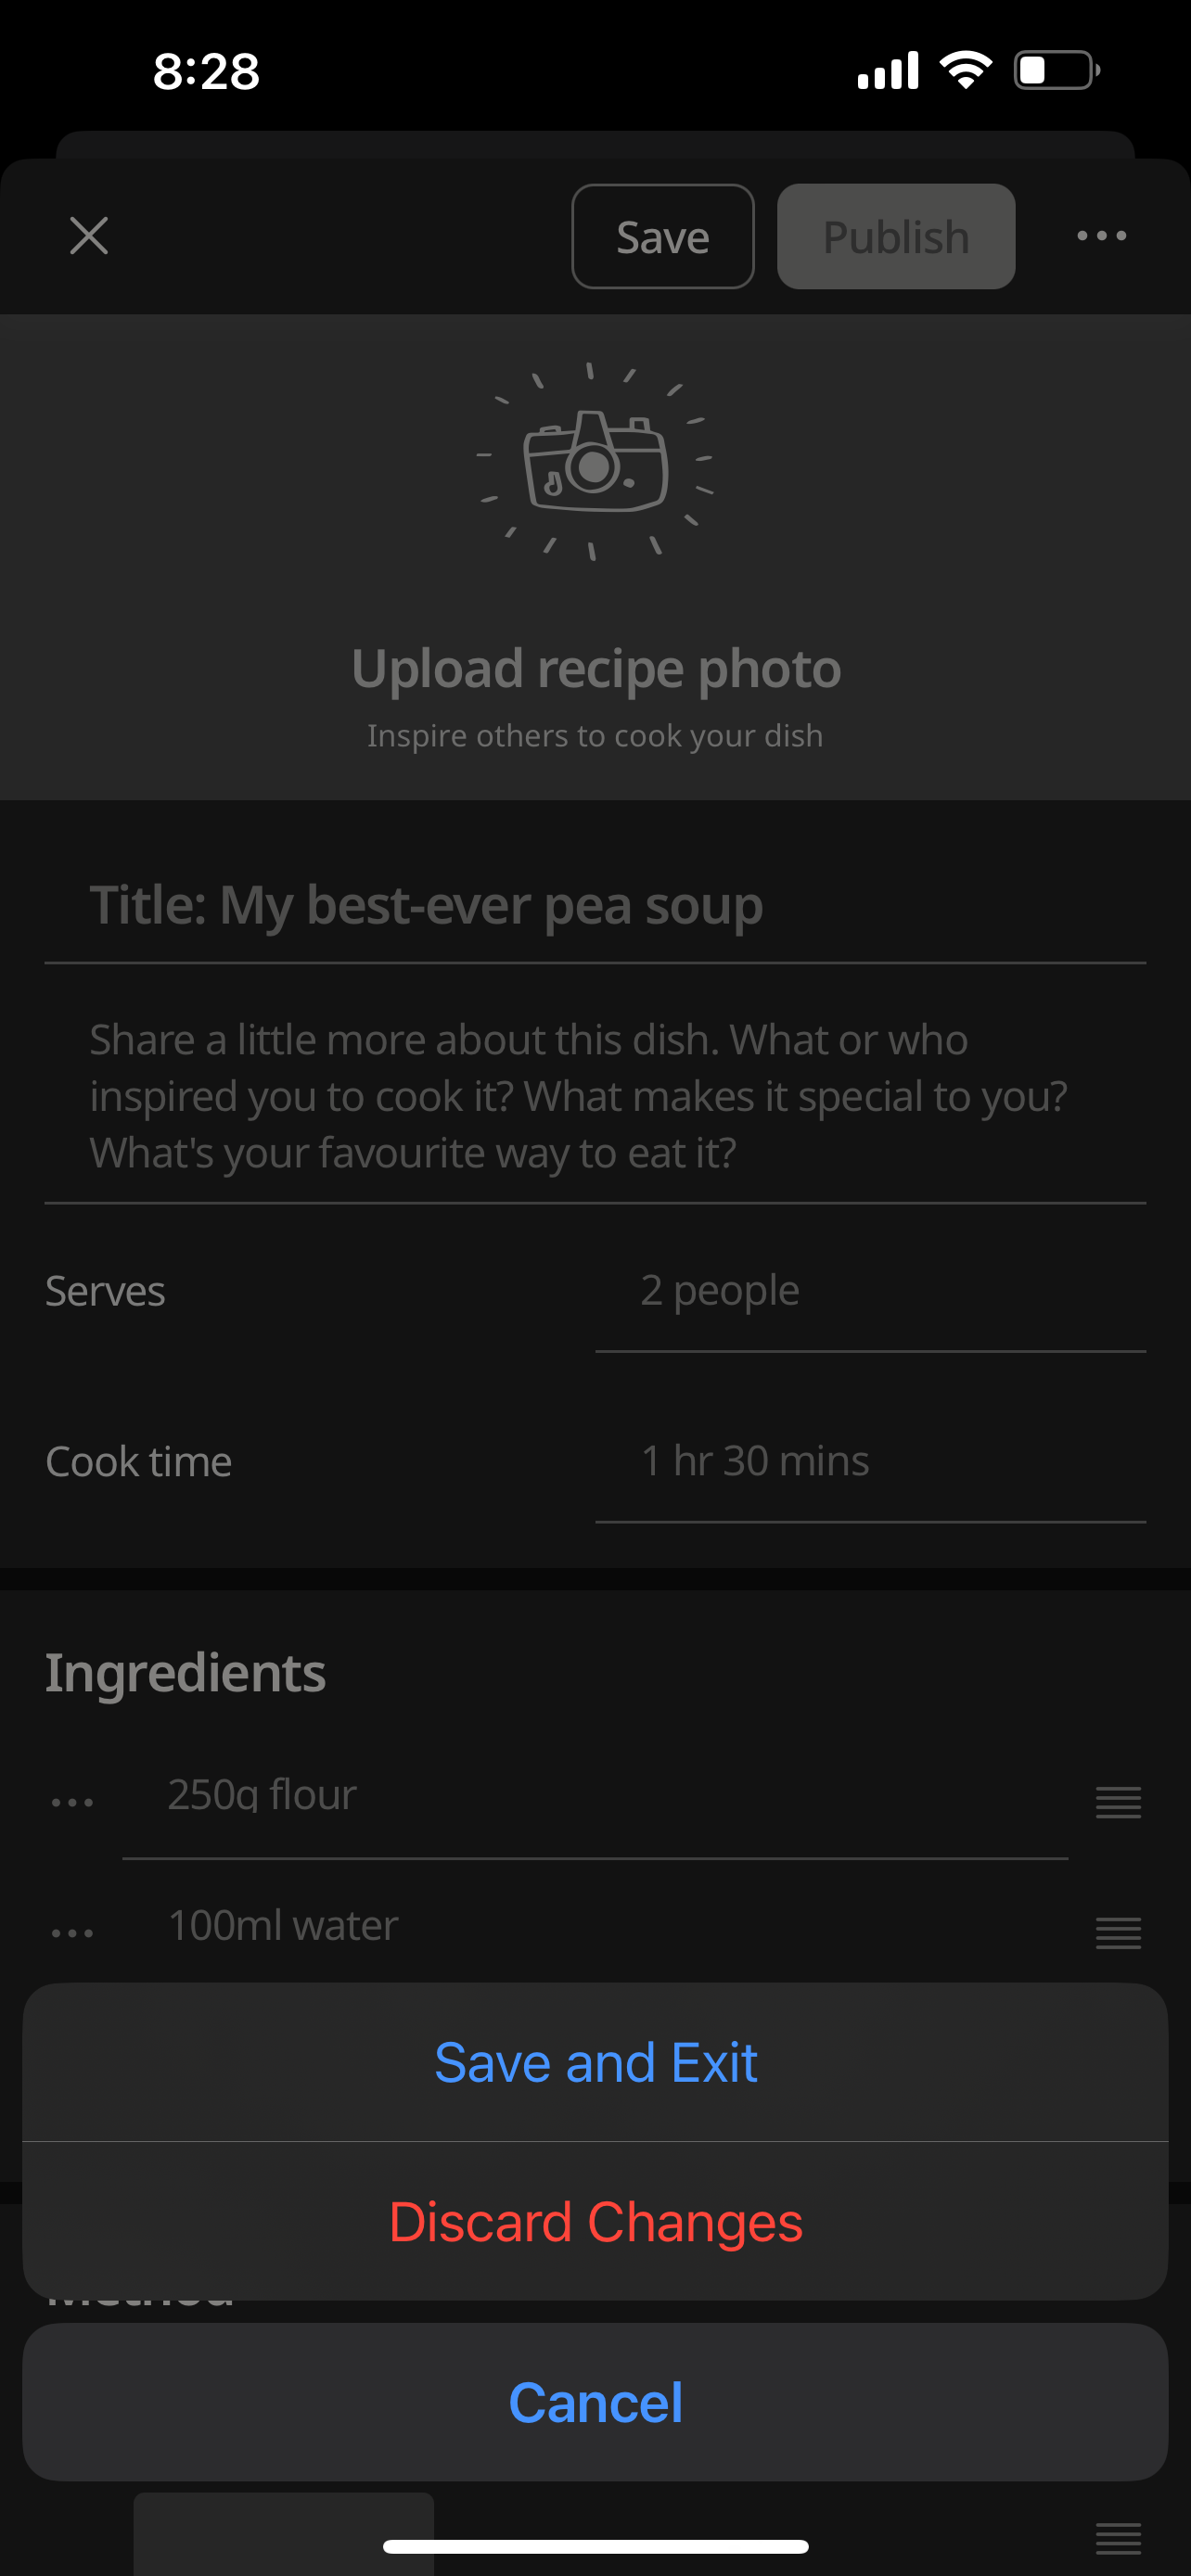 8:28
Save
Publish
Upload recipe photo
Inspire others to cook your dish
Title: My best-ever pea soup
Share a little more about this dish. What or who
inspired you to cook it? What makes it special to you?
What's your favourite way to eat it?
Serves
2 people
Cook time
1 hr 30 mins
Ingredients
250g flour
100ml water
Save and Exit
Discard Changes
Cancel